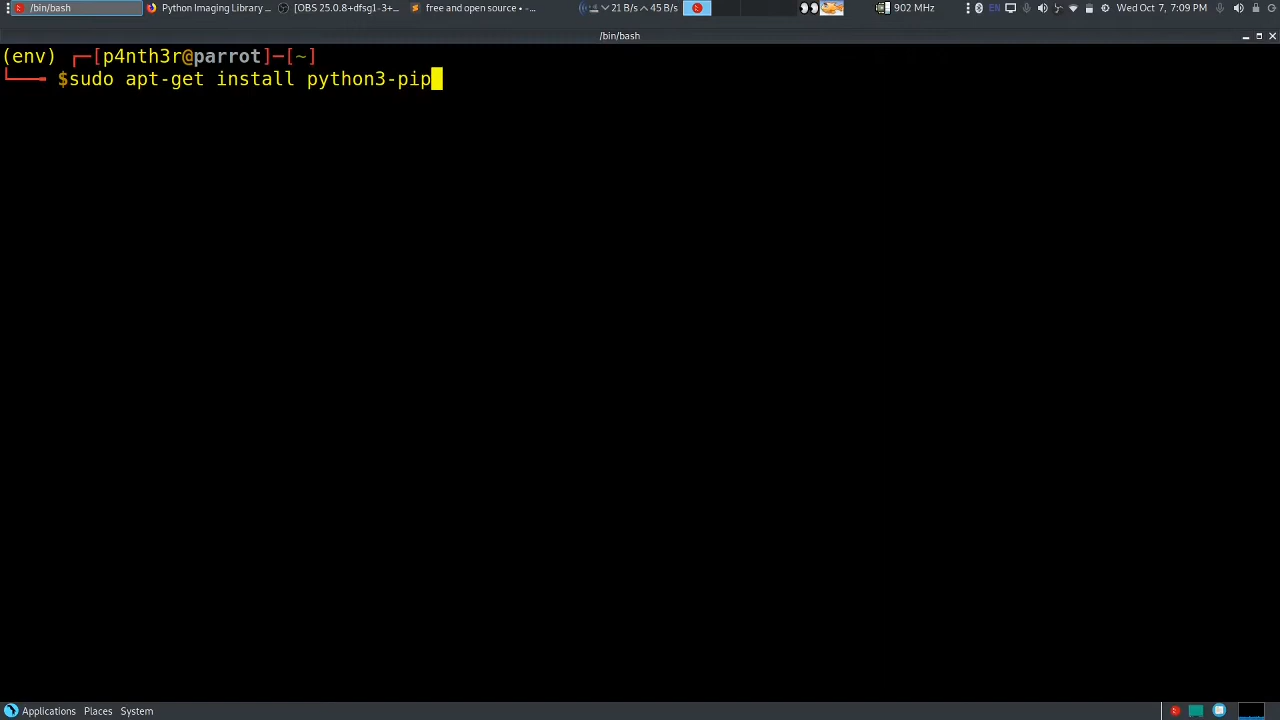 /bin/bash
Python Imaging Library ...
[OBS 25.0.8+dfsg1-3+...
free and open source • -...
21 B/s 45 B/s
902 MHz
EN
Wed Oct 7, 7:09 PM
/bin/bash
(env) ┌─[p4nth3r@parrot]─[~]
└──╼ $sudo apt-get install python3-pip
Applications Places System